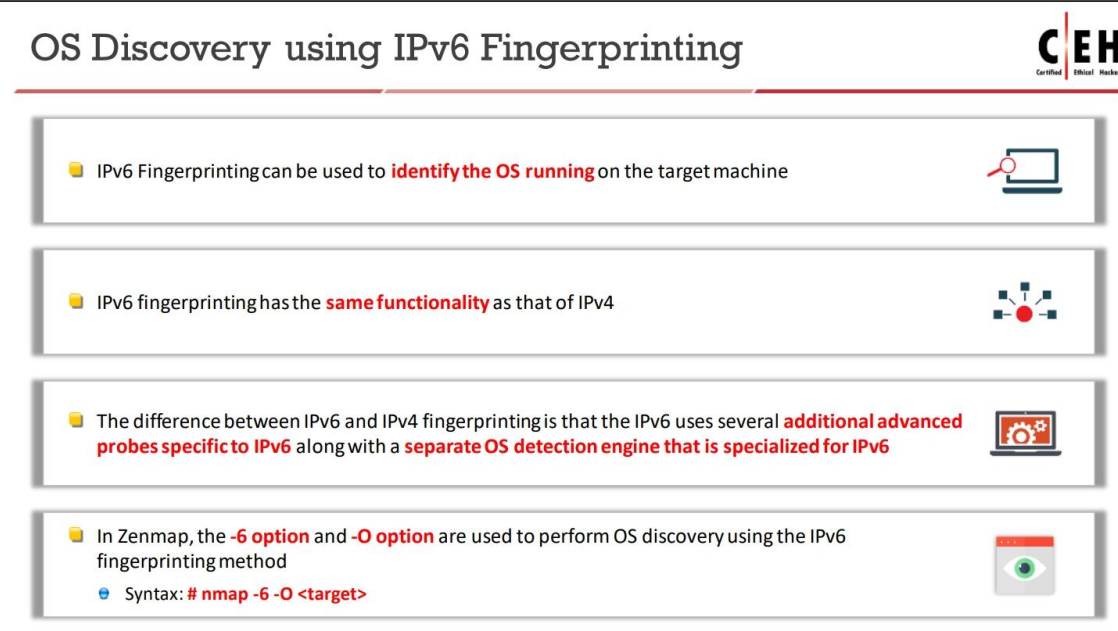 OS Discovery using IPv6 Fingerprinting
C EH
Certified Ethical Hacke
IPv6 Fingerprinting can be used to identify the OS running on the target machine
IPv6 fingerprinting has the same functionality as that of IPv4
The difference between IPv6 and IPv4 fingerprinting is that the IPv6 uses several additional advanced
probes specific to IPv6 along with a separate OS detection engine that is specialized for IPv6
In Zenmap, the -6 option and -O option are used to perform OS discovery using the IPv6
fingerprinting method
Syntax: # nmap -6 -O <target>